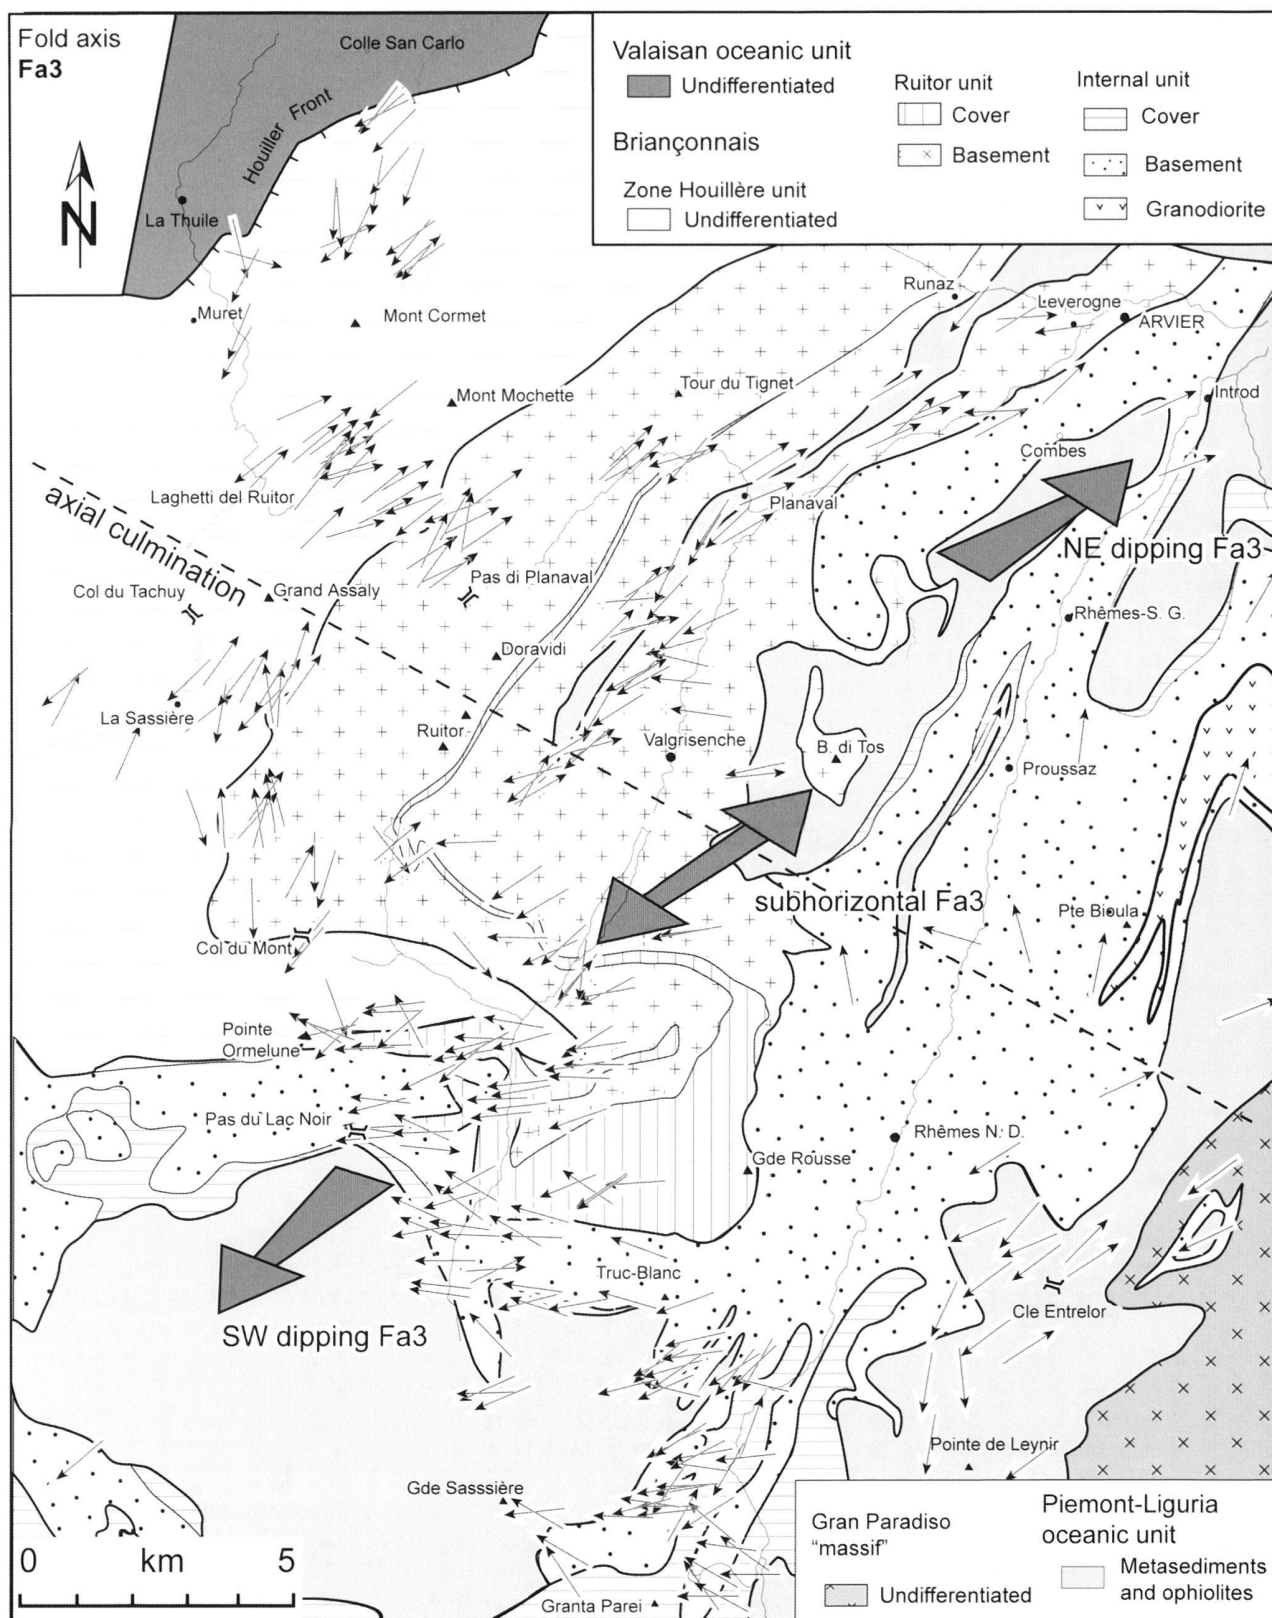 Fold axis
Fa3
N
Colle San Carlo
Houiller Front
La Thuile
Muret
Mont Cormet
Valaisan oceanic unit
Undifferentiated
Briançonnais
Zone Houillère unit
Undifferentiated
Ruitor unit
Cover
Basement
Internal unit
Cover
Basement
Granodiorite
Runaz
Leverogne
ARVIER
Mont Mochette
Tour du Tignet
Introd
Combes
Laghetti del Ruitor
Planaval
axial culmination
NE dipping Fa3
Pas di Planaval
Col du Tachuy
Grand Assaly
Rhêmes-S. G.
Doravidi
La Sassière
Ruitor
Valgrisenche
B. di Tos
Proussaz
subhorizontal Fa3
Pte Bioula
Col du Mont
Pointe
Ormelune
Pas du Lac Noir
Rhêmes N. D.
Gde Rousse
Truc-Blanc
Cle Entrelor
SW dipping Fa3
Pointe de Leynir
Gde Sasssière
Granta Parei
0 km 5
Gran Paradiso
“massif”
Undifferentiated
Piemont-Liguria
oceanic unit
Metasediments
and ophiolites